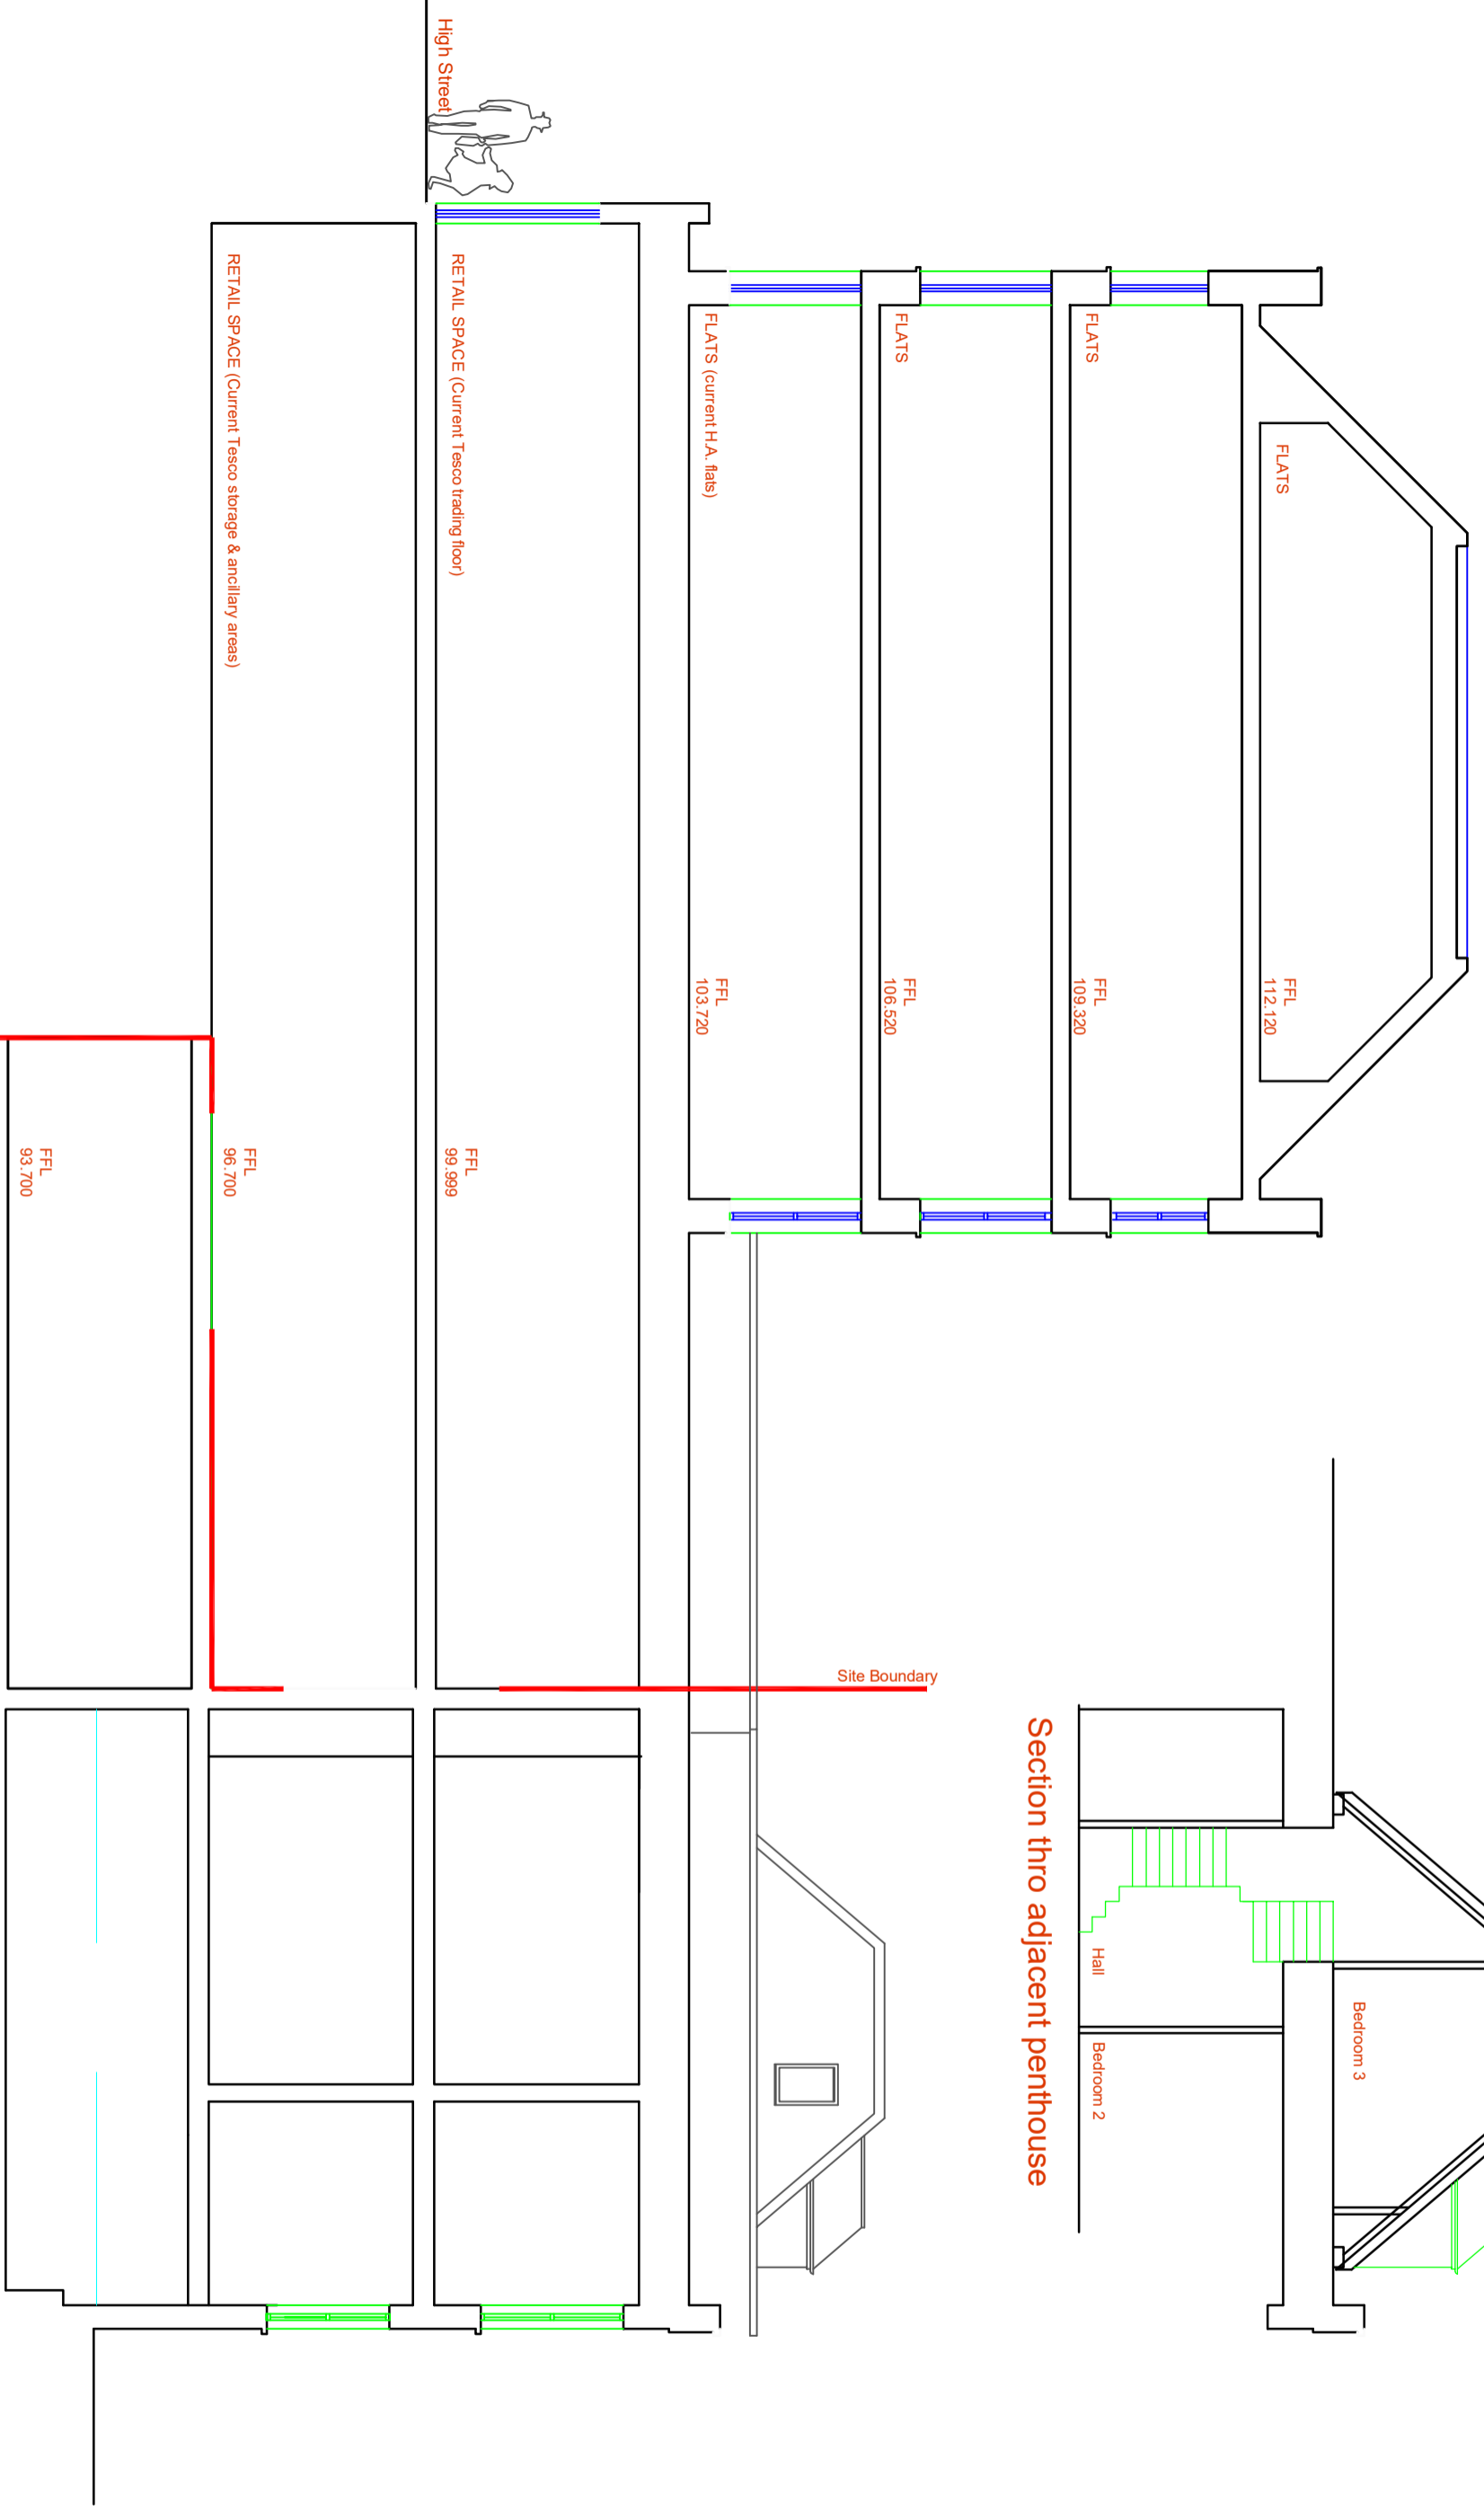 FLATS
FFL
112.120
FLATS
FFL
109.320
FLATS
FFL
106.520
FLATS (current H.A. flats)
FFL
103.720
High Street
RETAIL SPACE (Current Tesco trading floor)
FFL
99.999
RETAIL SPACE (Current Tesco storage & ancillary areas)
FFL
96.700
FFL
93.700
Site Boundary
Bedroom 3
Hall
Bedroom 2
Section thro adjacent penthouse